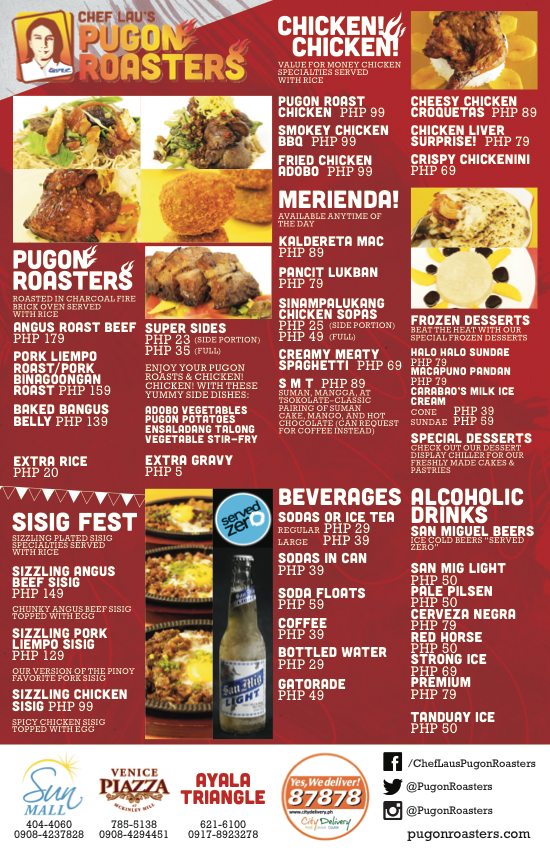 CHEF LAU'S
PUGON
ROASTERS
PUGON
ROASTERS
ROASTED IN CHARCOAL FIRE
BRICK OVEN SERVED
WITH RICE
ANGUS ROAST BEEF
PHP 179
PORK LIEMPO
ROAST/PORK
BINAGOONGAN
ROAST PHP 159
BAKED BANGUS
BELLY PHP 139
EXTRA RICE
PHP 20
SUPER SIDES
PHP 23 (SIDE PORTION)
PHP 35 (FULL)
ENJOY YOUR PUGON
ROASTS & CHICKEN!
CHICKEN! WITH THESE
YUMMY SIDE DISHES:
ADOBO VEGETABLES
PUGON POTATOES
ENSALADANG TALONG
VEGETABLE STIR-FRY
EXTRA GRAVY
PHP 5
CHICKEN!
CHICKEN!
VALUE FOR MONEY CHICKEN
SPECIALTIES SERVED
WITH RICE
PUGON ROAST
CHICKEN PHP 99
SMOKEY CHICKEN
BBQ PHP 99
FRIED CHICKEN
ADOBO PHP 99
CHEESY CHICKEN
CROQUETAS PHP 89
CHICKEN LIVER
SURPRISE! PHP 79
CRISPY CHICKENINI
PHP 69
MERIENDA!
AVAILABLE ANYTIME OF
THE DAY
KALDERETA MAC
PHP 89
PANCIT LUKBAN
PHP 79
SINAMPALUKANG
CHICKEN SOPAS
PHP 25 (SIDE PORTION)
PHP 49 (FULL)
CREAMY MEATY
SPAGHETTI PHP 69
S M T PHP 89
SUMAN, MANGGA, AT
TSOKOLATE-CLASSIC
PAIRING OF SUMAN
CAKE, MANGO, AND HOT
CHOCOLATE (CAN REQUEST
FOR COFFEE INSTEAD)
FROZEN DESSERTS
BEAT THE HEAT WITH OUR
SPECIAL FROZEN DESSERTS
HALO HALO SUNDAE
PHP 79
MACAPUNO PANDAN
PHP 79
CARABAO'S MILK ICE
CREAM
CONE PHP 39
SUNDAE PHP 59
SPECIAL DESSERTS
CHECK OUT OUR DESSERT
DISPLAY CHILLER FOR OUR
FRESHLY MADE CAKES &
PASTRIES
SISIG FEST
SIZZLING PLATED SISIG
SPECIALTIES SERVED
WITH RICE
SIZZLING ANGUS
BEEF SISIG
PHP 149
CHUNKY ANGUS BEEF SISIG
TOPPED WITH EGG
SIZZLING PORK
LIEMPO SISIG
PHP 129
OUR VERSION OF THE PINOY
FAVORITE PORK SISIG
SIZZLING CHICKEN
SISIG PHP 99
SPICY CHICKEN SISIG
TOPPED WITH EGG
served
zero
San Mig
LIGHT
BEVERAGES
SODAS OR ICE TEA
REGULAR PHP 29
LARGE PHP 39
SODAS IN CAN
PHP 39
SODA FLOATS
PHP 59
COFFEE
PHP 39
BOTTLED WATER
PHP 29
GATORADE
PHP 49
ALCOHOLIC
DRINKS
SAN MIGUEL BEERS
ICE COLD BEERS "SERVED
ZERO"
SAN MIG LIGHT
PHP 50
PALE PILSEN
PHP 50
CERVEZA NEGRA
PHP 79
RED HORSE
PHP 50
STRONG ICE
PHP 69
PREMIUM
PHP 79
TANDUAY ICE
PHP 50
Sun
MALL
404-4060
0908-4237828
VENICE
PIAZZA
AT
MCKINLEY HILL
785-5138
0908-4294451
AYALA
TRIANGLE
621-6100
0917-8923278
Yes, We deliver!
87878
www.citydelivery.ph
City Delivery
/ChefLausPugonRoasters
@PugonRoasters
@PugonRoasters
pugonroasters.com